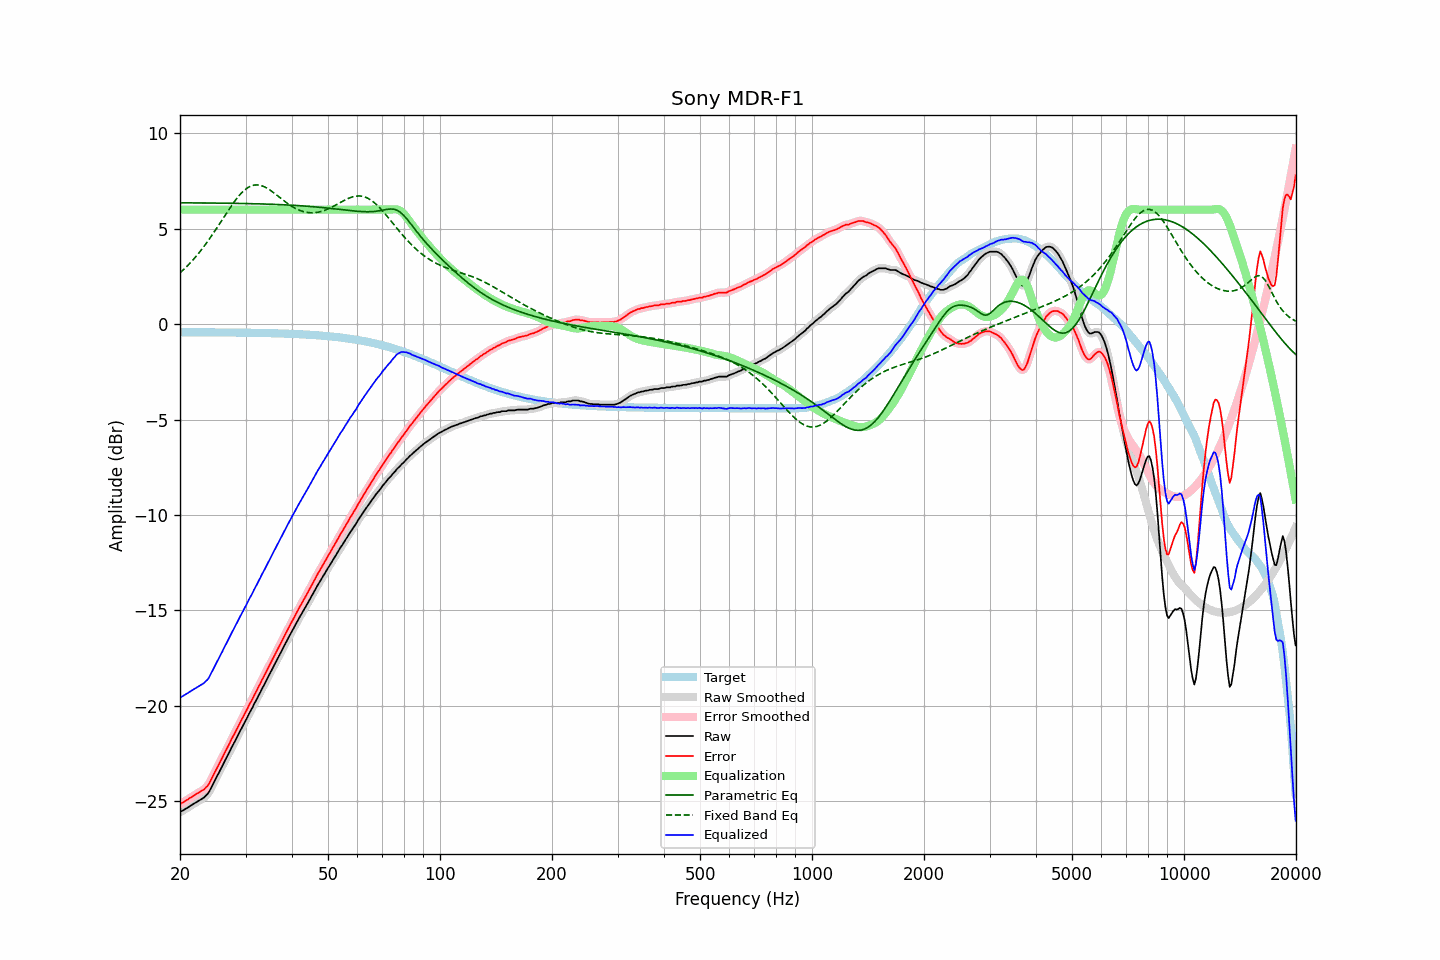 Sony MDR-F1
10
5
0
−5
−10
−15
−20
−25
Amplitude (dBr)
20
50
100
200
500
1000
2000
5000
10000
20000
Frequency (Hz)
Target
Raw Smoothed
Error Smoothed
Raw
Error
Equalization
Parametric Eq
Fixed Band Eq
Equalized